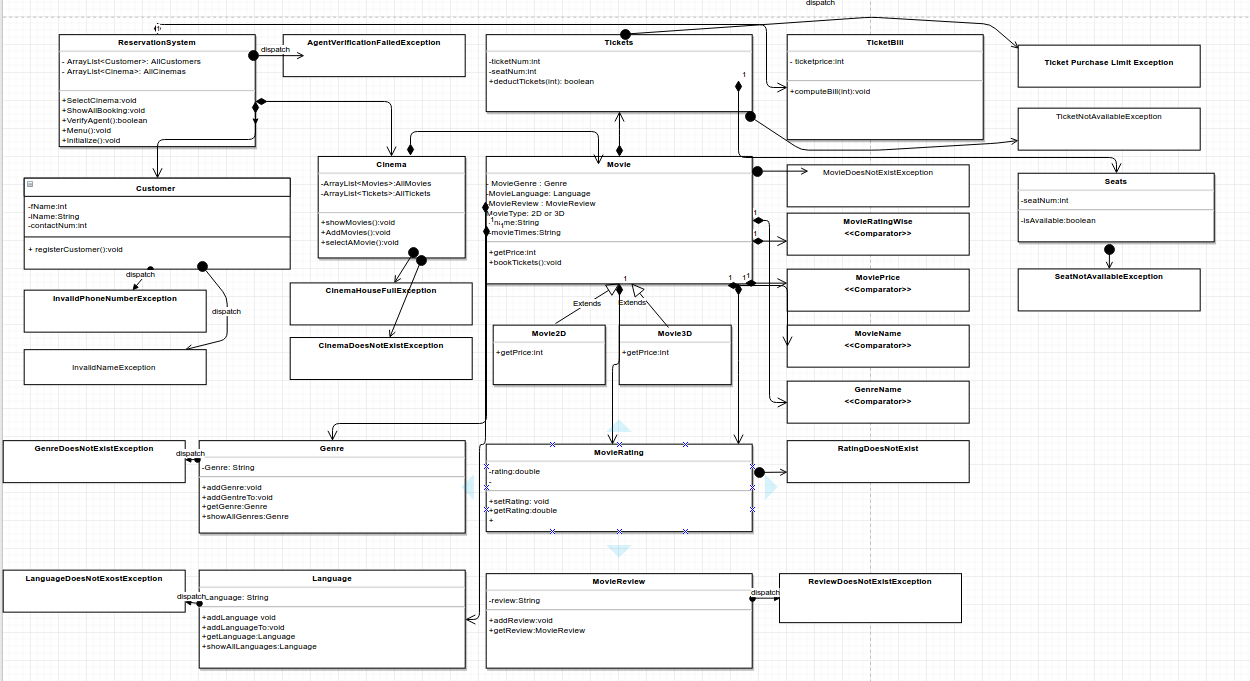 dispatch
1
ReservationSystem
- ArrayList<Customer>: AllCustomers
- ArrayList<Cinema>: AllCinemas
+SelectCinema:void
+ShowAllBooking:void
+VerifyAgent():boolean
+Menu():void
+Initialize():void
dispatch
AgentVerificationFailedException
Tickets
-ticketNum:int
-seatNum:int
+deductTickets(int): boolean
1
TicketBill
- ticketprice:int
+computeBill(int):void
Ticket Purchase Limit Exception
TicketNotAvailableException
Customer
-fName:int
-lName:String
-contactNum:int
+ registerCustomer():void
dispatch
dispatch
InvalidPhoneNumberException
InvalidNameException
Cinema
-ArrayList<Movies>:AllMovies
-ArrayList<Tickets>:AllTickets
+showMovies():void
+AddMovies():void
+selectAMovie():void
CinemaHouseFullException
CinemaDoesNotExistException
Movie
- MovieGenre : Genre
-MovieLanguage: Language
-MovieReview : MovieReview
MovieType: 2D or 3D
-name:String
-movieTimes:String
+getPrice:int
+bookTickets():void
1
1
1
1
1
1
1
1
1
Extends
Extends
Movie2D
+getPrice:int
Movie3D
+getPrice:int
MovieDoesNotExistException
MovieRatingWise
<<Comparator>>
MoviePrice
<<Comparator>>
MovieName
<<Comparator>>
GenreName
<<Comparator>>
Seats
-seatNum:int
-isAvailable:boolean
SeatNotAvailableException
GenreDoesNotExistException
dispatch
Genre
-Genre: String
+addGenre:void
+addGentreTo:void
+getGenre:Genre
+showAllGenres:Genre
MovieRating
-rating:double
-
+setRating: void
+getRating:double
+
RatingDoesNotExist
LanguageDoesNotExostException
dispatch
Language
-Language: String
+addLanguage void
+addLanguageTo:void
+getLanguage:Language
+showAllLanguages:Language
MovieReview
-review:String
+addReview:void
+getReview:MovieReview
dispatch
ReviewDoesNotExistException